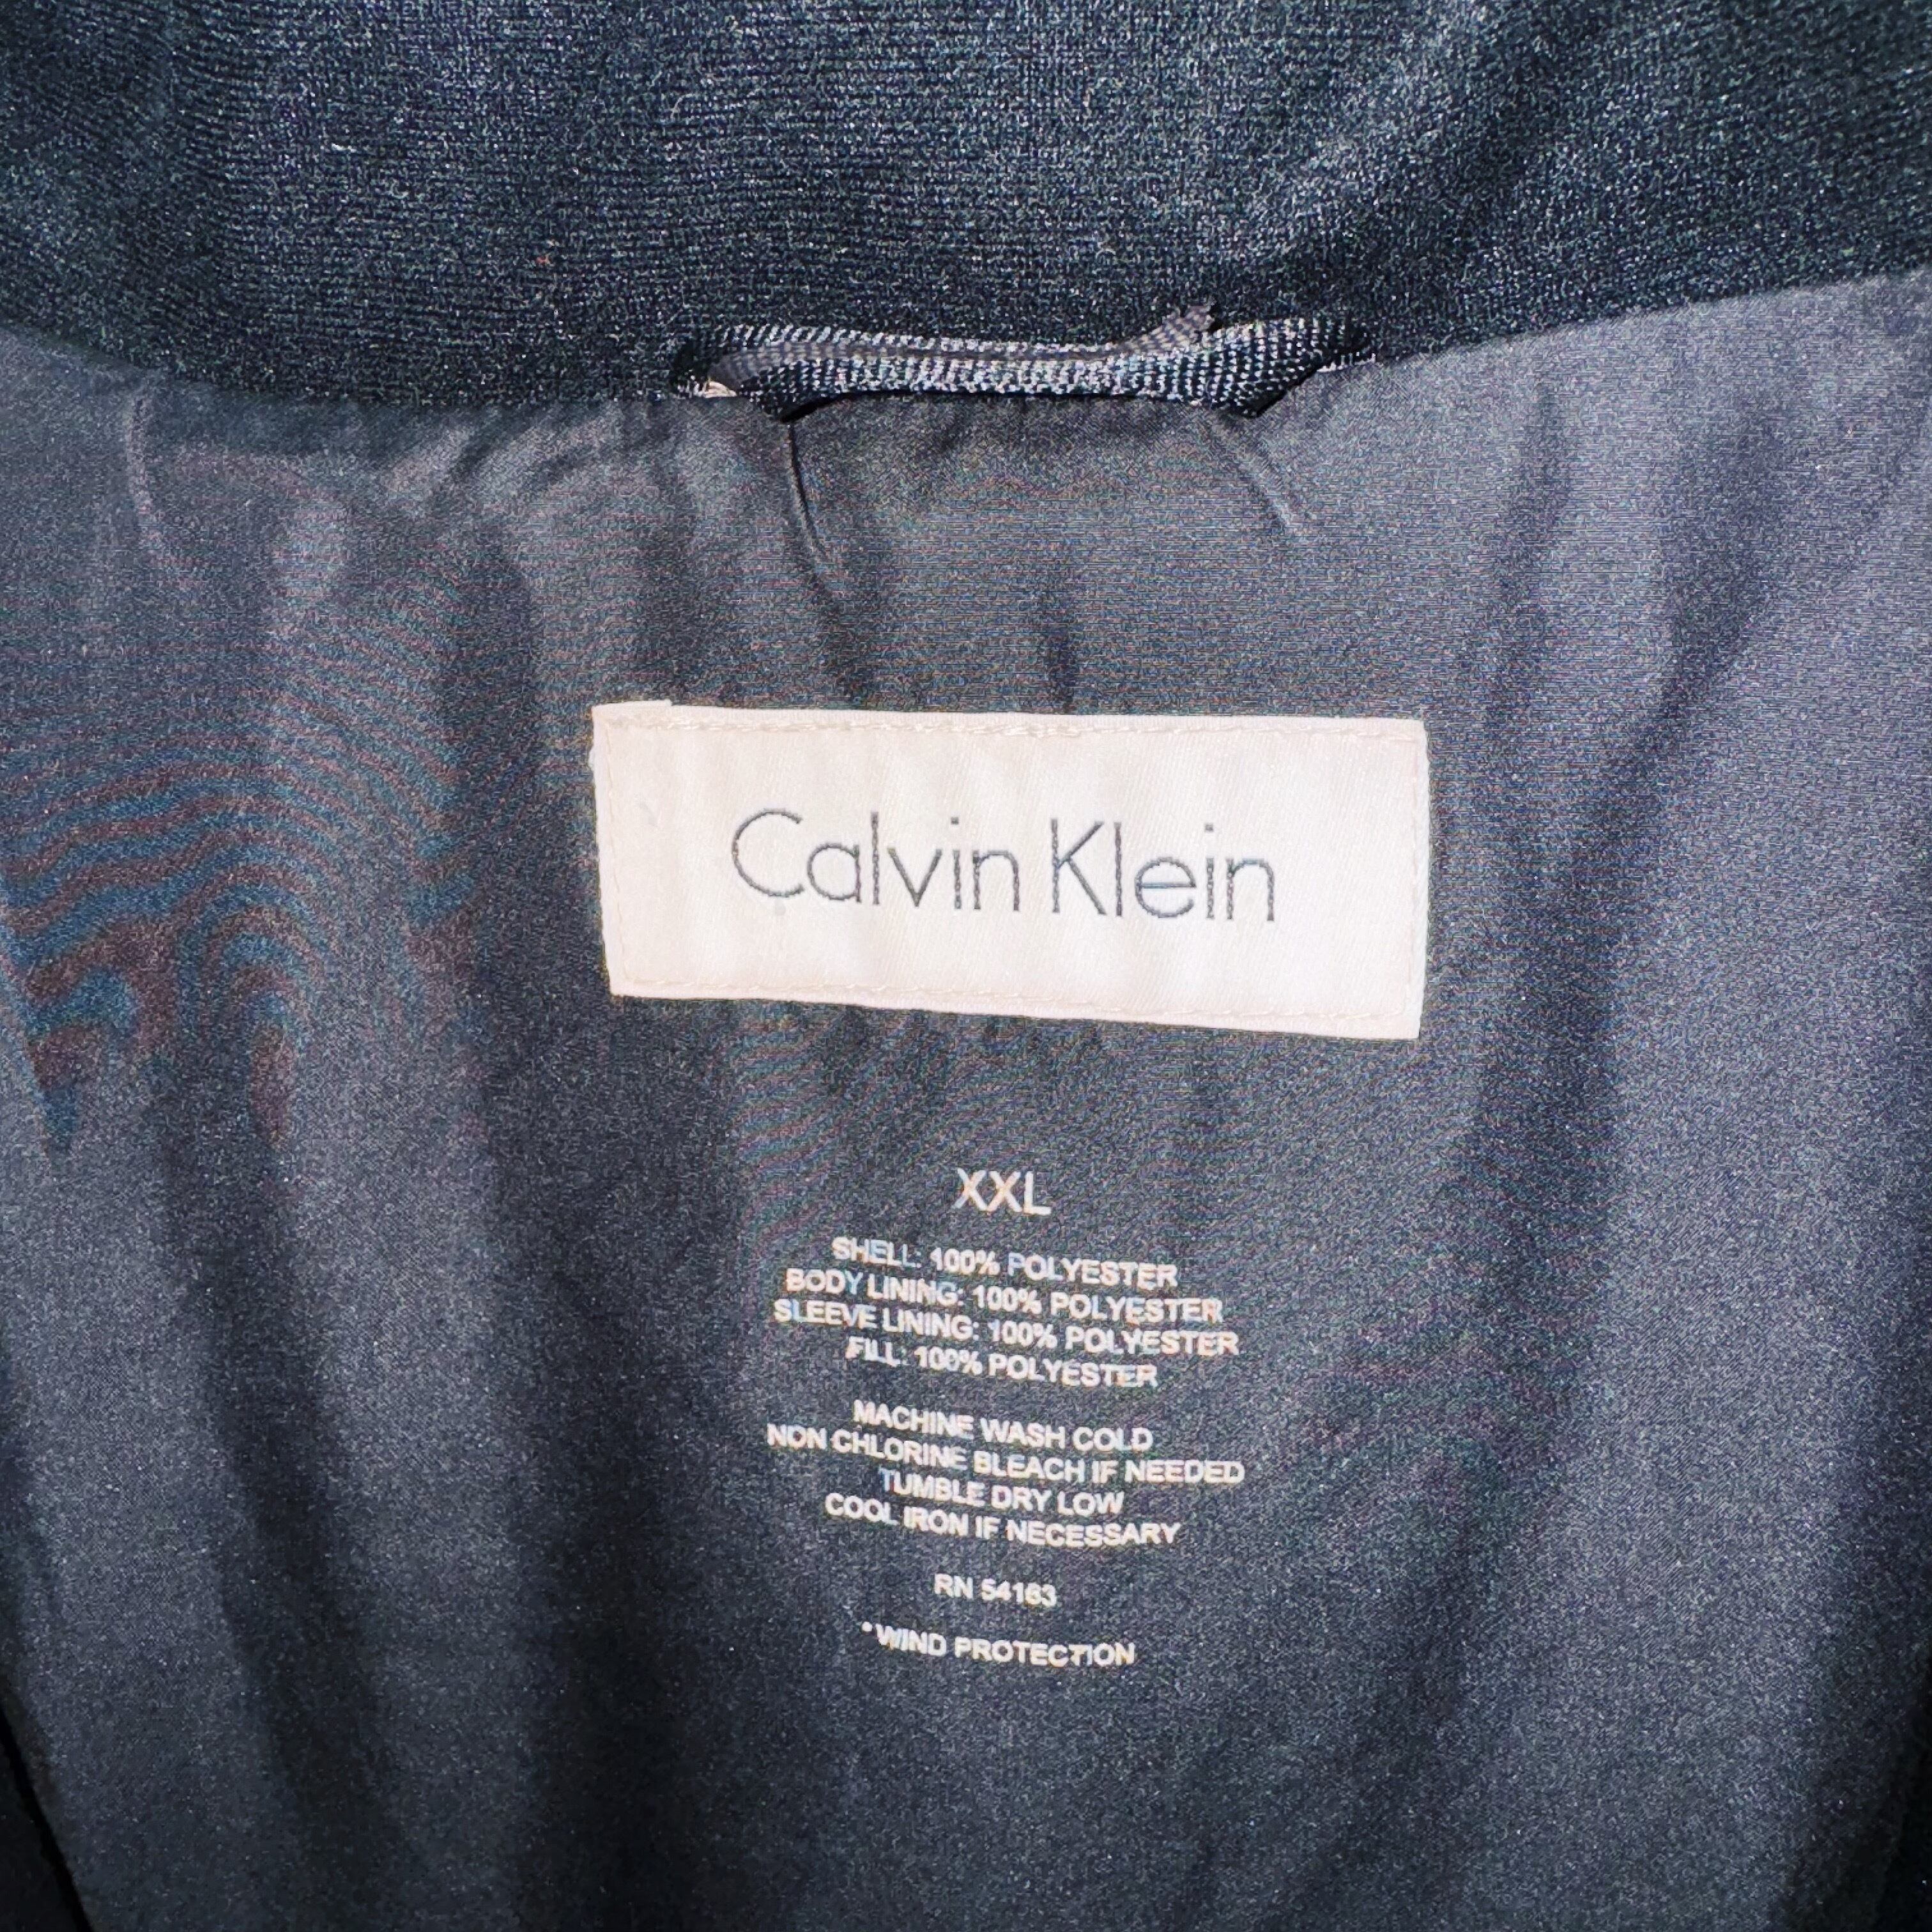 Calvin Klein
XXL
SHELL: 100% POLYESTER
BODY LINING: 100% POLYESTER
SLEEVE LINING: 100% POLYESTER
FILL: 100% POLYESTER
MACHINE WASH COLD
NON CHLORINE BLEACH IF NEEDED
TUMBLE DRY LOW
COOL IRON IF NECESSARY
RN 54163
* WIND PROTECTION